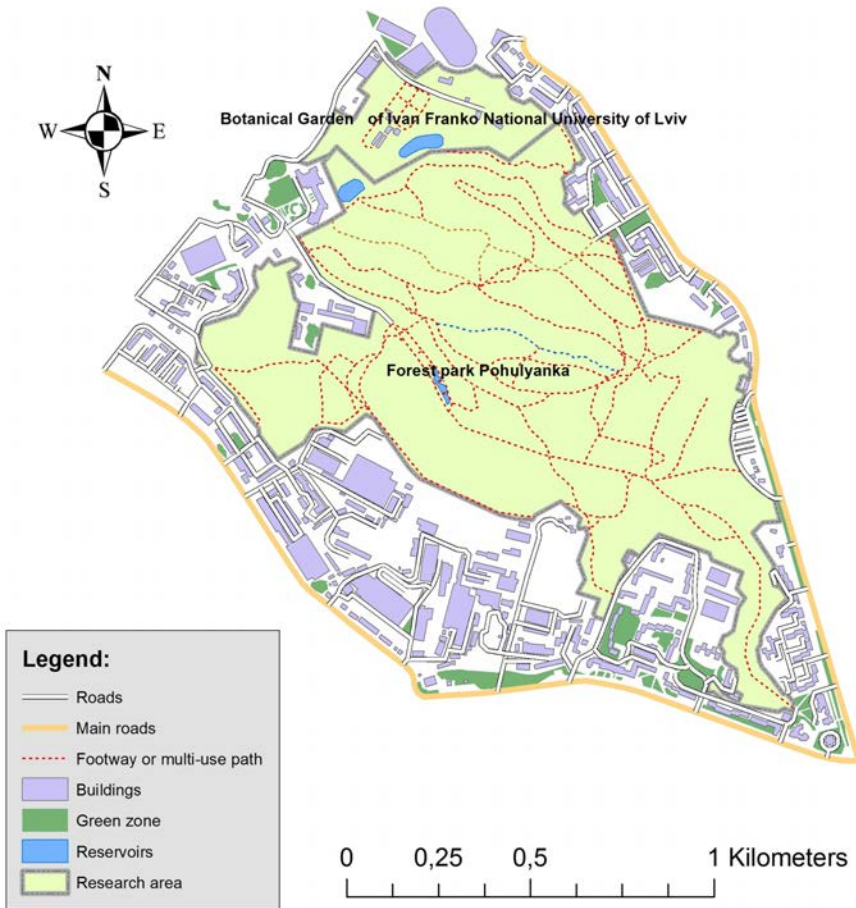 N
W E
S
Botanical Garden of Ivan Franko National University of Lviv
Forest park Pohulyanka
Legend:
Roads
Main roads
Footway or multi-use path
Buildings
Green zone
Reservoirs
Research area
0 0,25 0,5 1 Kilometers